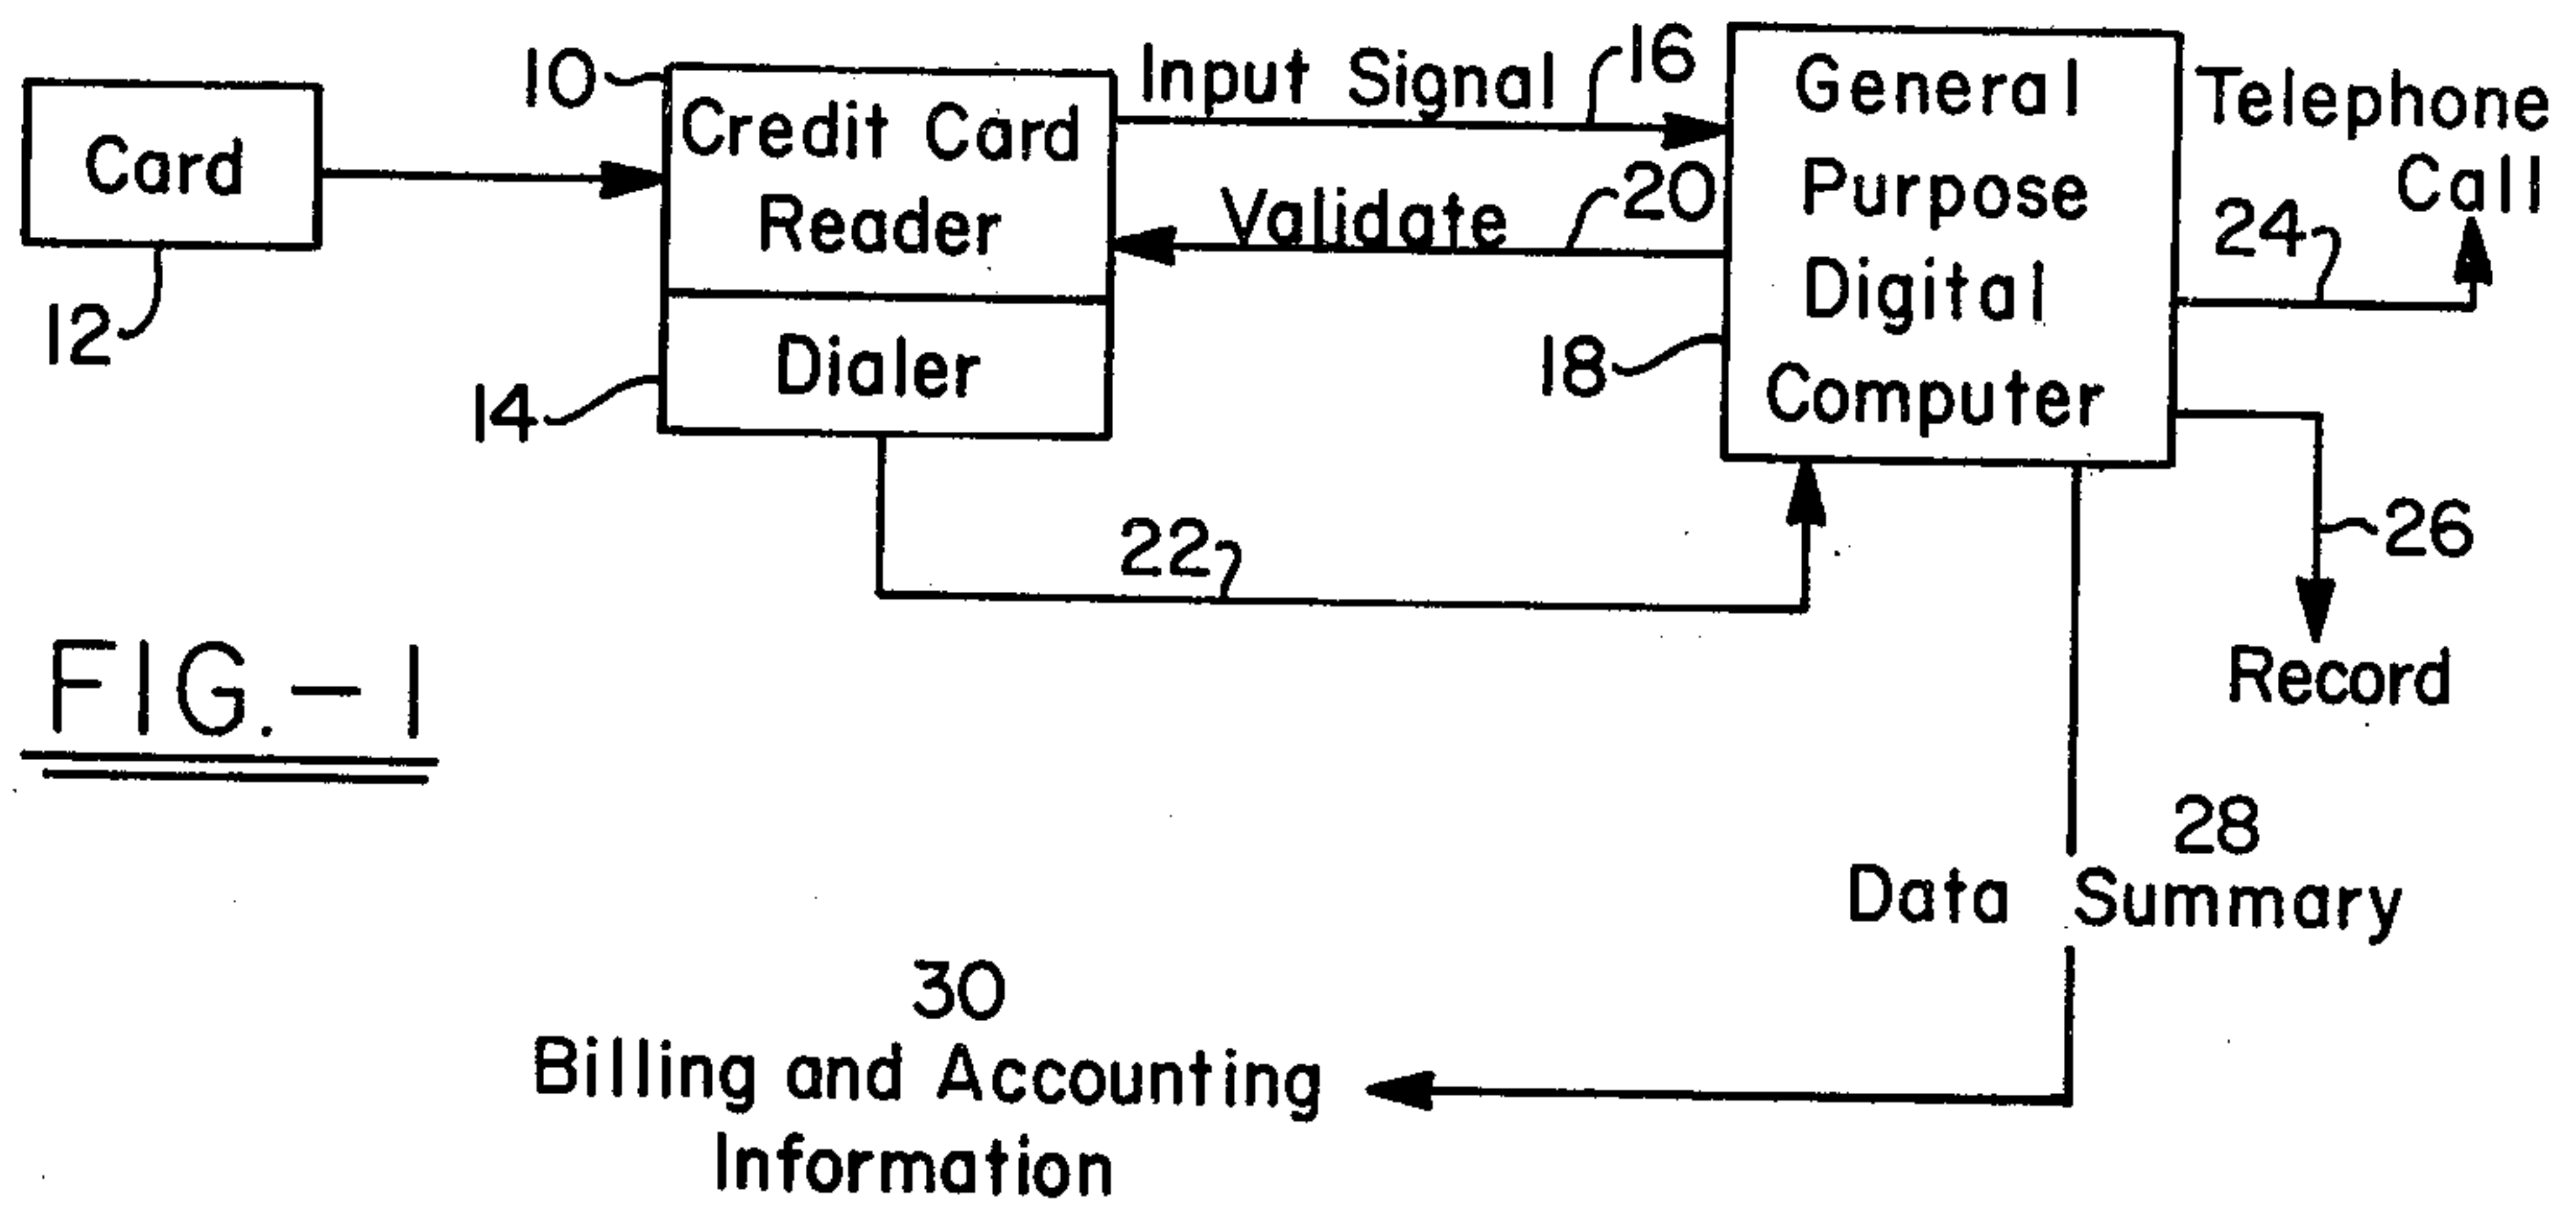 Card
12
10
Credit Card
Reader
Dialer
14
Input Signal
16
Validate
20
General
Purpose
Digital
Computer
18
Telephone
Call
24
22
26
Record
FIG.-1
28
Data Summary
30
Billing and Accounting
Information